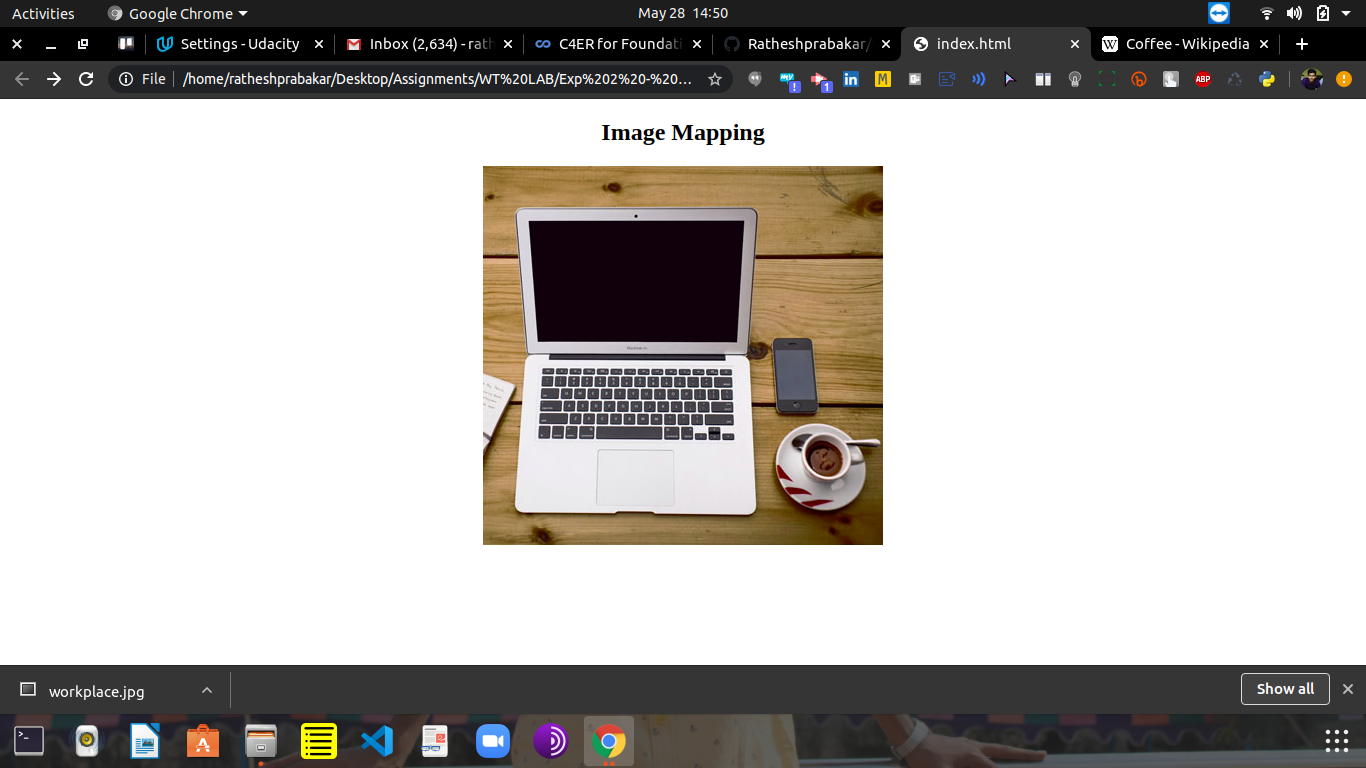 Activities
Google Chrome
May 28 14:50
Settings - Udacity
Inbox (2,634) - rath
C4ER for Foundati
Ratheshprabakar/
index.html
Coffee - Wikipedia
File
/home/ratheshprabakar/Desktop/Assignments/WT%20LAB/Exp%202%20-%20...
Image Mapping
workplace.jpg
Show all